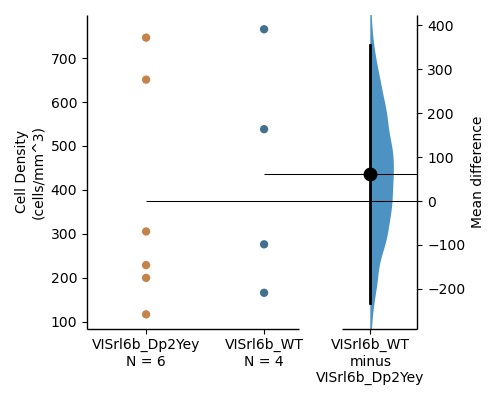 Cell Density
(cells/mm^3)
700
600
500
400
300
200
100
VISrl6b_Dp2Yey
N = 6
VISrl6b_WT
N = 4
400
300
200
100
0
−100
−200
Mean difference
VISrl6b_WT
minus
VISrl6b_Dp2Yey